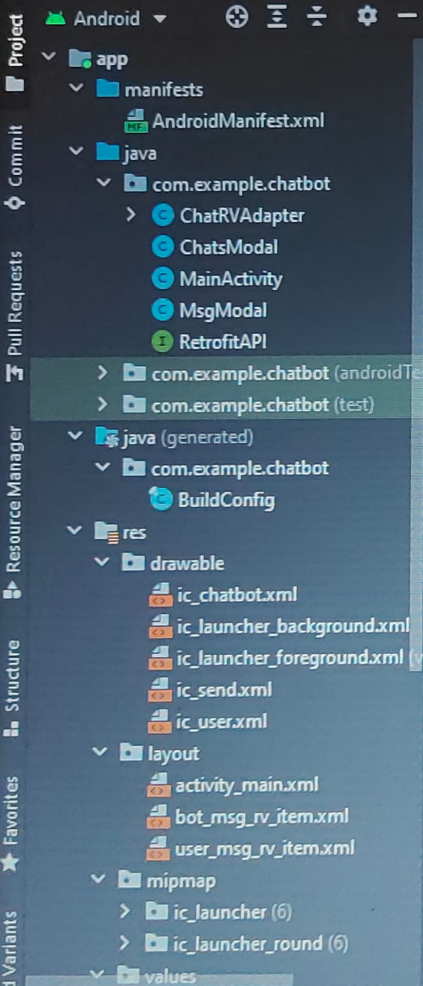 Android
Project
Commit
Pull Requests
Resource Manager
Structure
Favorites
Variants
app
manifests
MF
AndroidManifest.xml
java
com.example.chatbot
C ChatRVAdapter
C ChatsModal
C MainActivity
C MsgModal
I RetrofitAPI
com.example.chatbot (androidTe
com.example.chatbot (test)
java (generated)
com.example.chatbot
C BuildConfig
res
drawable
ic_chatbot.xml
ic_launcher_background.xml
ic_launcher_foreground.xml (v
ic_send.xml
ic_user.xml
layout
activity_main.xml
bot_msg_rv_item.xml
user_msg_rv_item.xml
mipmap
ic_launcher (6)
ic_launcher_round (6)
values